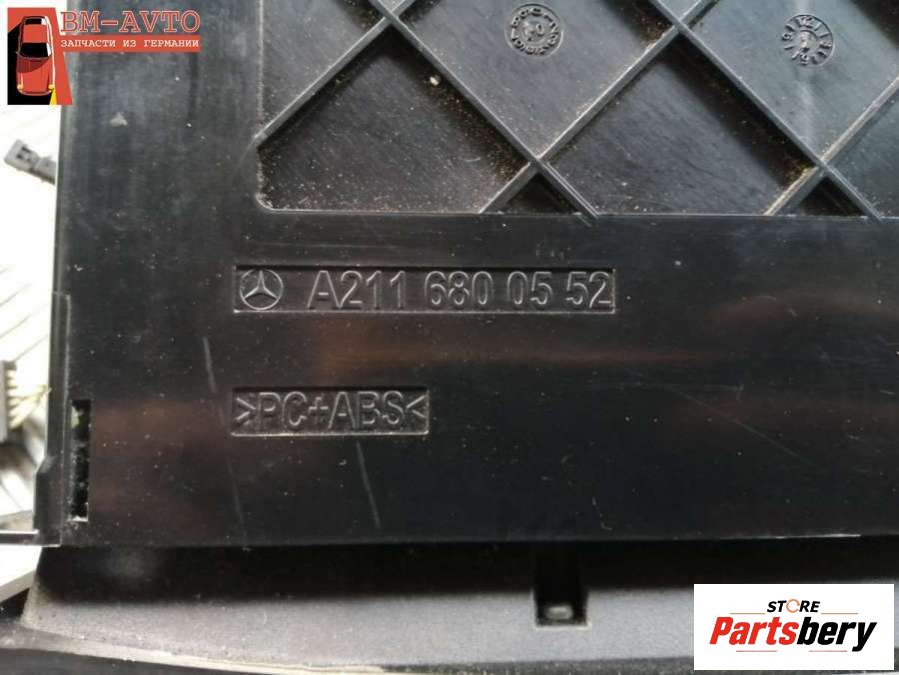 BM-AVTO
ЗАПЧАСТИ ИЗ ГЕРМАНИИ
A211 680 05 52
>PC+ABS<
STORE
Partsbery